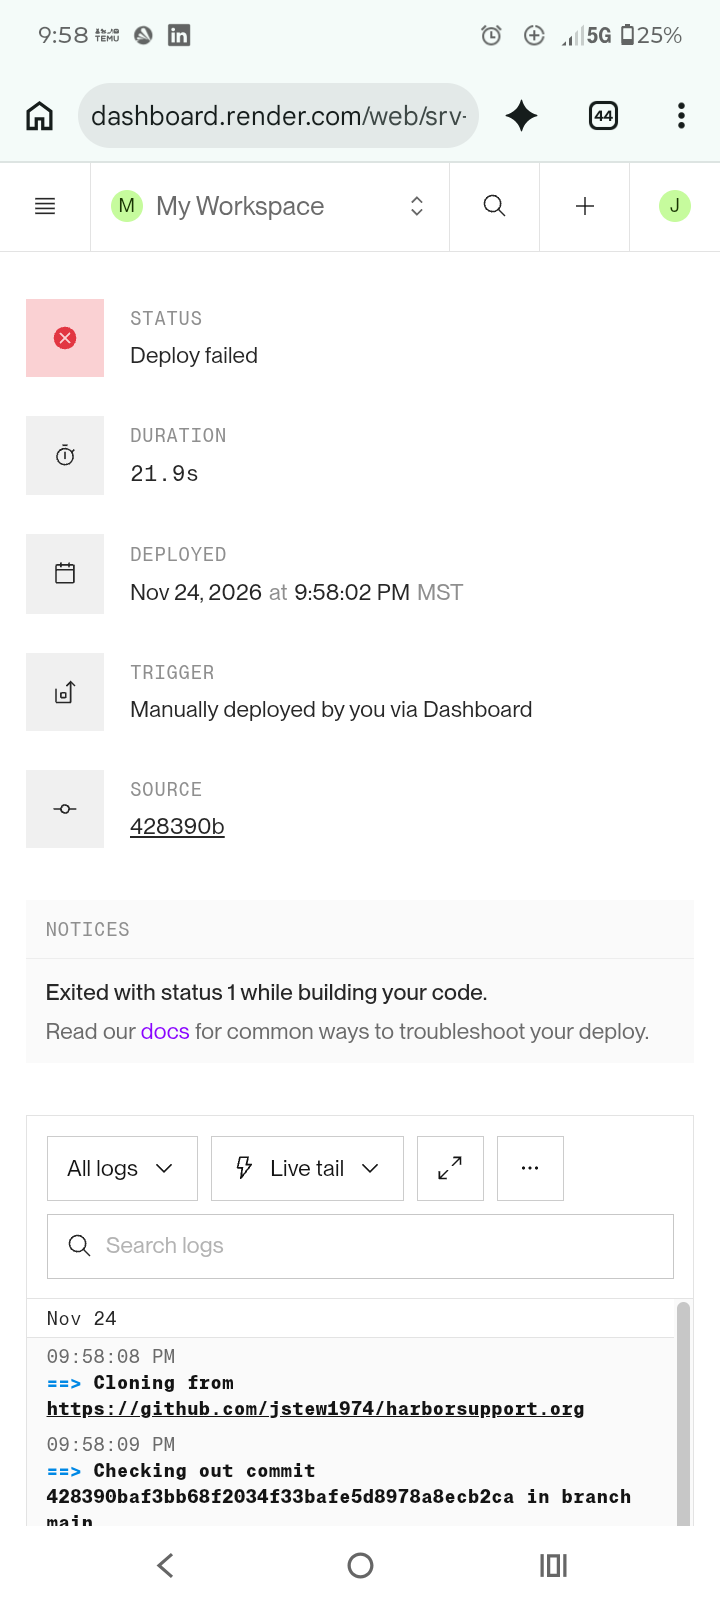 9:58 TEMU in 5G 25%
dashboard.render.com/web/srv- 44
M My Workspace J
STATUS
Deploy failed
DURATION
21.9s
DEPLOYED
Nov 24, 2026 at 9:58:02 PM MST
TRIGGER
Manually deployed by you via Dashboard
SOURCE
428390b
NOTICES
Exited with status 1 while building your code.
Read our docs for common ways to troubleshoot your deploy.
All logs Live tail ...
Search logs
Nov 24
09:58:08 PM
==> Cloning from
https://github.com/jstew1974/harborsupport.org
09:58:09 PM
==> Checking out commit
428390baf3bb68f2034f33bafe5d8978a8ecb2ca in branch
main